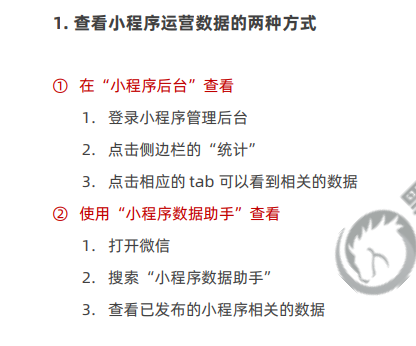 1. 查看小程序运营数据的两种方式
① 在“小程序后台”查看
1. 登录小程序管理后台
2. 点击侧边栏的“统计”
3. 点击相应的 tab 可以看到相关的数据
② 使用“小程序数据助手”查看
1. 打开微信
2. 搜索“小程序数据助手”
3. 查看已发布的小程序相关的数据